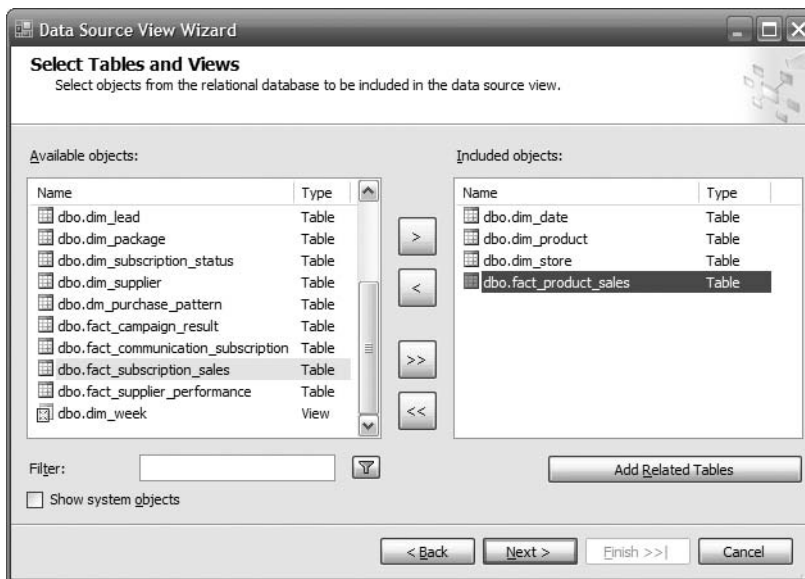 Data Source View Wizard
Select Tables and Views
Select objects from the relational database to be included in the data source view.
Available objects:
Name Type
dbo.dim_lead Table
dbo.dim_package Table
dbo.dim_subscription_status Table
dbo.dim_supplier Table
dbo.dm_purchase_pattern Table
dbo.fact_campaign_result Table
dbo.fact_communication_subscription Table
dbo.fact_subscription_sales Table
dbo.fact_supplier_performance Table
dbo.dim_week View
>
<
>>
<<
Included objects:
Name Type
dbo.dim_date Table
dbo.dim_product Table
dbo.dim_store Table
dbo.fact_product_sales Table
Filter:
Add Related Tables
Show system objects
< Back Next > Finish >>| Cancel